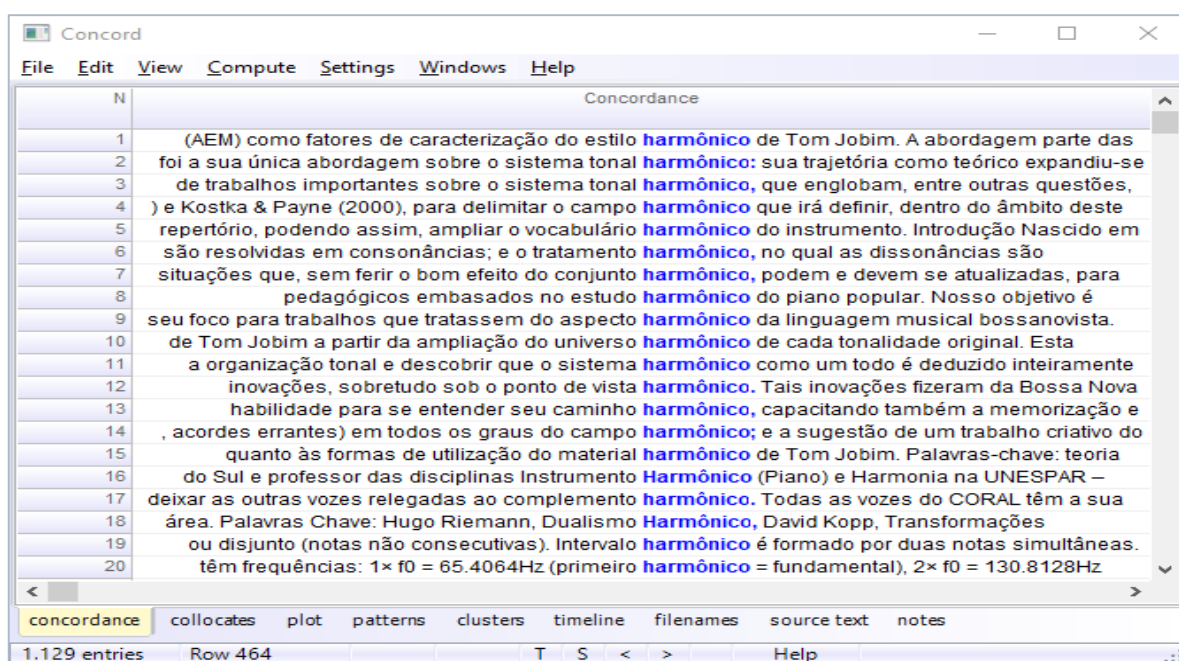 Concord
File Edit View Compute Settings Windows Help
N Concordance
1 (AEM) como fatores de caracterização do estilo harmônico de Tom Jobim. A abordagem parte das
2 foi a sua única abordagem sobre o sistema tonal harmônico: sua trajetória como teórico expandiu-se
3 de trabalhos importantes sobre o sistema tonal harmônico, que englobam, entre outras questões,
4 ) e Kostka & Payne (2000), para delimitar o campo harmônico que irá definir, dentro do âmbito deste
5 repertório, podendo assim, ampliar o vocabulário harmônico do instrumento. Introdução Nascido em
6 são resolvidas em consonâncias; e o tratamento harmônico, no qual as dissonâncias são
7 situações que, sem ferir o bom efeito do conjunto harmônico, podem e devem se atualizadas, para
8 pedagógicos embasados no estudo harmônico do piano popular. Nosso objetivo é
9 seu foco para trabalhos que tratassem do aspecto harmônico da linguagem musical bossanovista.
10 de Tom Jobim a partir da ampliação do universo harmônico de cada tonalidade original. Esta
11 a organização tonal e descobrir que o sistema harmônico como um todo é deduzido inteiramente
12 inovações, sobretudo sob o ponto de vista harmônico. Tais inovações fizeram da Bossa Nova
13 habilidade para se entender seu caminho harmônico, capacitando também a memorização e
14 , acordes errantes) em todos os graus do campo harmônico; e a sugestão de um trabalho criativo do
15 quanto às formas de utilização do material harmônico de Tom Jobim. Palavras-chave: teoria
16 do Sul e professor das disciplinas Instrumento Harmônico (Piano) e Harmonia na UNESPAR –
17 deixar as outras vozes relegadas ao complemento harmônico. Todas as vozes do CORAL têm a sua
18 área. Palavras Chave: Hugo Riemann, Dualismo Harmônico, David Kopp, Transformações
19 ou disjunto (notas não consecutivas). Intervalo harmônico é formado por duas notas simultâneas.
20 têm frequências: 1× f0 = 65.4064Hz (primeiro harmônico = fundamental), 2× f0 = 130.8128Hz
concordance collocates plot patterns clusters timeline filenames source text notes
1.129 entries Row 464 T S < > Help